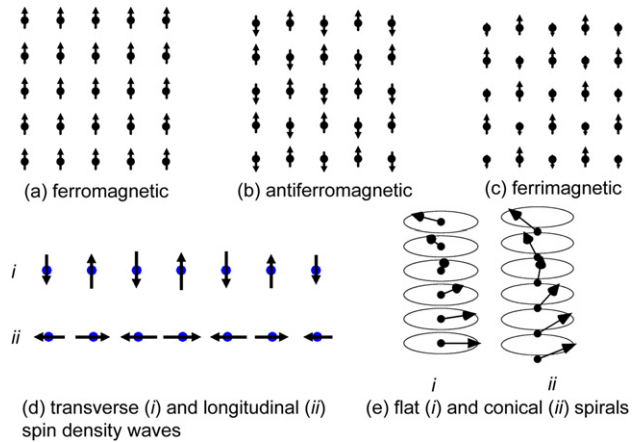 (a) ferromagnetic
(b) antiferromagnetic
(c) ferrimagnetic
i
ii
(d) transverse (i) and longitudinal (ii)
spin density waves
i
ii
(e) flat (i) and conical (ii) spirals